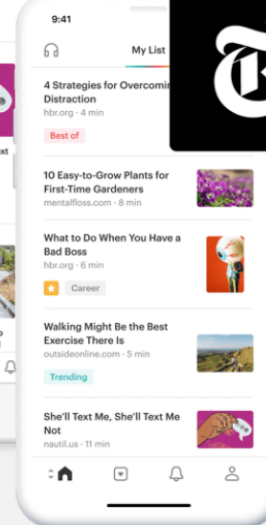 9:41
My List
4 Strategies for Overcoming
Distraction
hbr.org · 4 min
Best of
10 Easy-to-Grow Plants for
First-Time Gardeners
mentalfloss.com · 8 min
What to Do When You Have a
Bad Boss
hbr.org · 6 min
Career
Walking Might Be the Best
Exercise There Is
outsideonline.com · 5 min
Trending
She'll Text Me, She'll Text Me
Not
nautil.us · 11 min